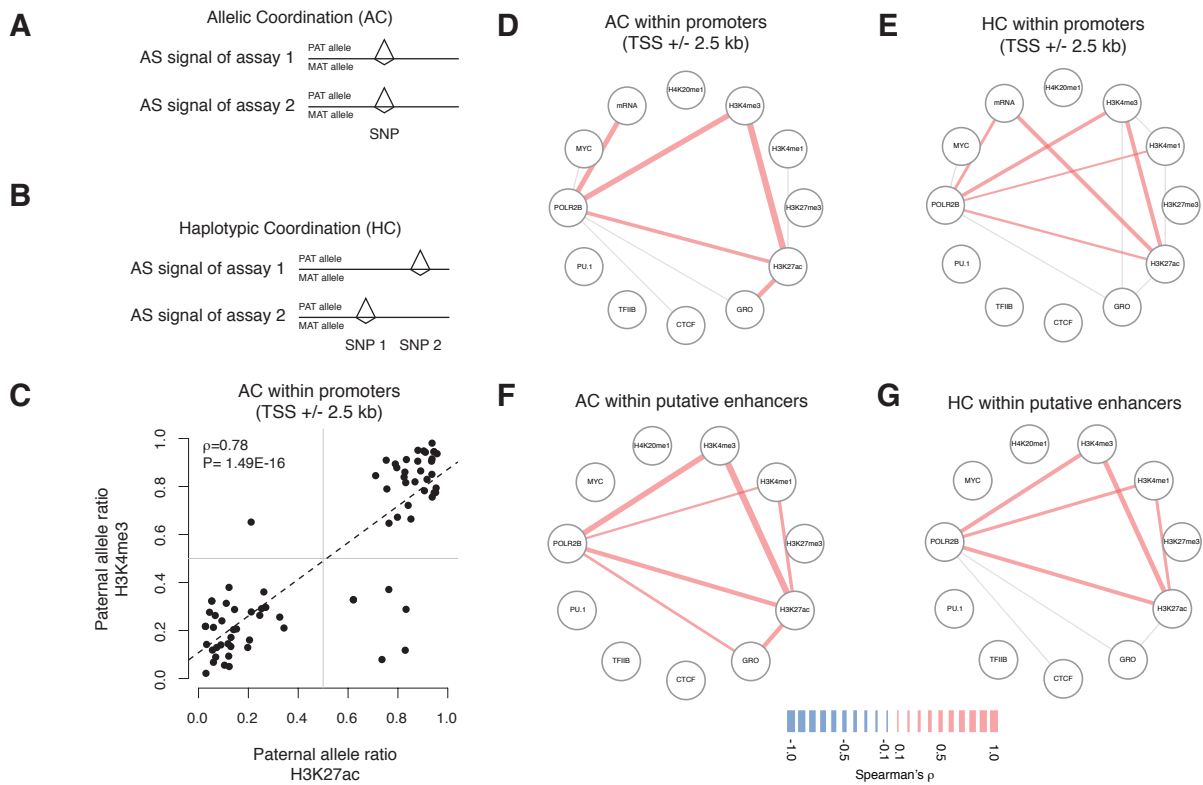 A
Allelic Coordination (AC)
AS signal of assay 1
PAT allele
MAT allele
AS signal of assay 2
PAT allele
MAT allele
SNP
B
Haplotypic Coordination (HC)
AS signal of assay 1
PAT allele
MAT allele
AS signal of assay 2
PAT allele
MAT allele
SNP 1 SNP 2
C
AC within promoters
(TSS +/- 2.5 kb)
ρ=0.78
P= 1.49E-16
Paternal allele ratio
H3K4me3
1.0
0.8
0.6
0.4
0.2
0.0
0.0 0.2 0.4 0.6 0.8 1.0
Paternal allele ratio
H3K27ac
D
AC within promoters
(TSS +/- 2.5 kb)
H4K20me1
mRNA
H3K4me3
MYC
H3K4me1
POLR2B
H3K27me3
PU.1
H3K27ac
TFIIB
GRO
CTCF
E
HC within promoters
(TSS +/- 2.5 kb)
H4K20me1
mRNA
H3K4me3
MYC
H3K4me1
POLR2B
H3K27me3
PU.1
H3K27ac
TFIIB
GRO
CTCF
F
AC within putative enhancers
H4K20me1
H3K4me3
MYC
H3K4me1
POLR2B
H3K27me3
PU.1
H3K27ac
TFIIB
GRO
CTCF
G
HC within putative enhancers
H4K20me1
H3K4me3
MYC
H3K4me1
POLR2B
H3K27me3
PU.1
H3K27ac
TFIIB
GRO
CTCF
-1.0 -0.5 -0.1 0.1 0.5 1.0
Spearman's ρ